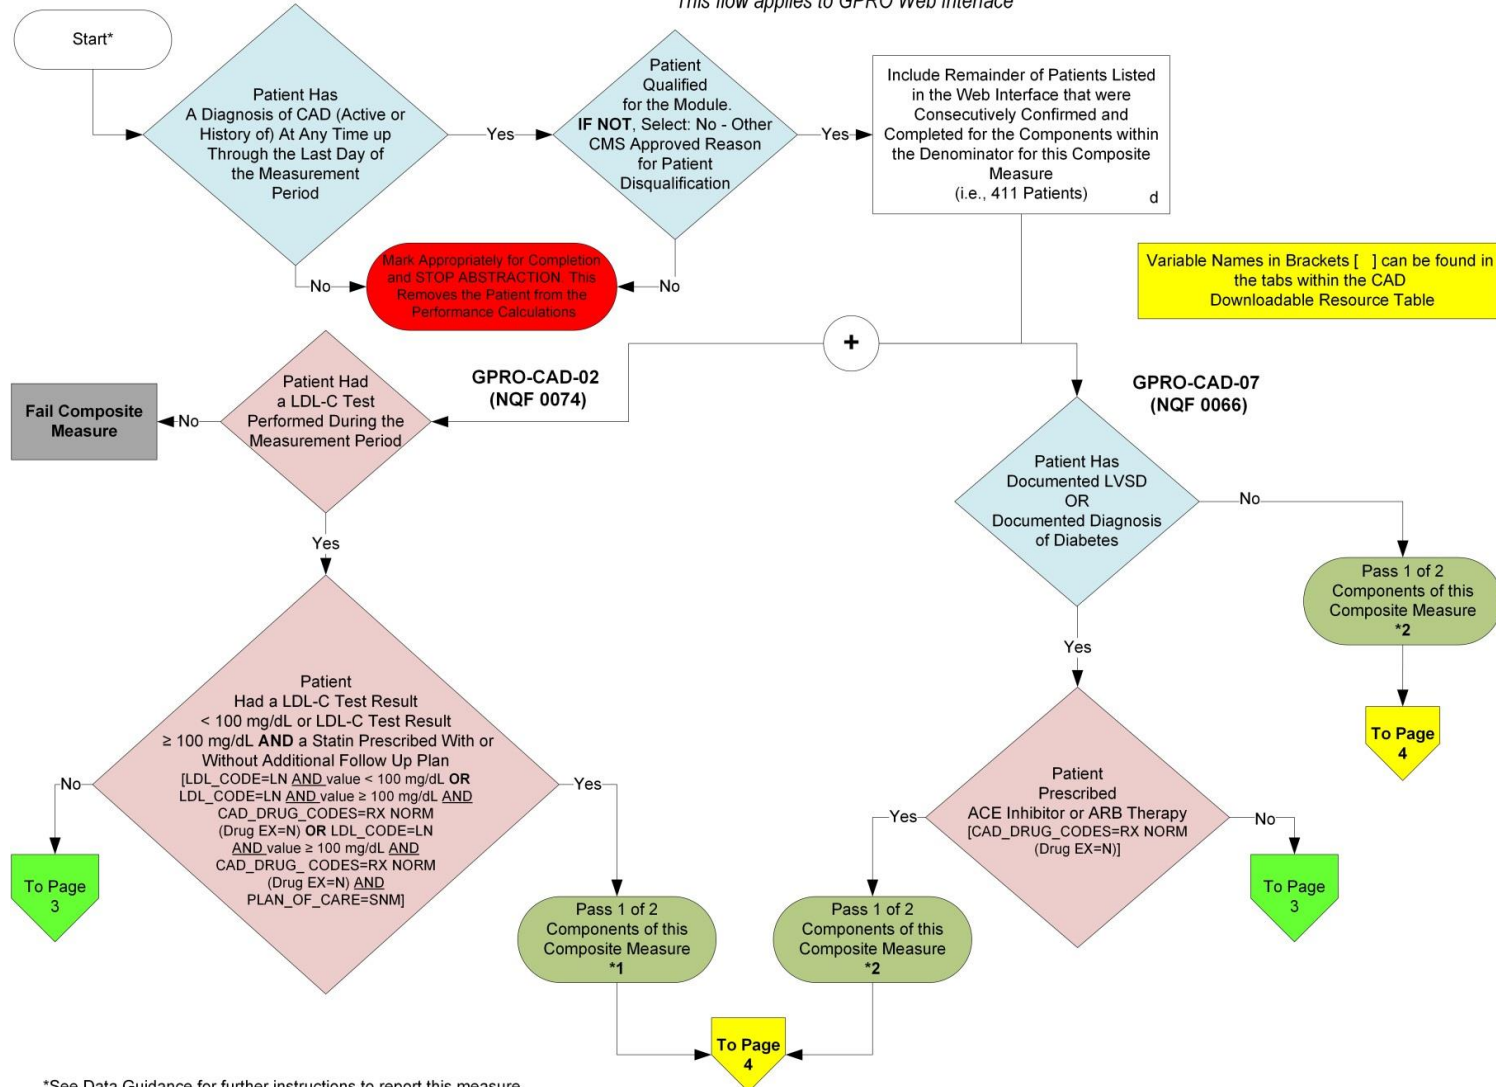 This flow applies to GPRO Web Interface
Start*
Patient Has
A Diagnosis of CAD (Active or
History of) At Any Time up
Through the Last Day of
the Measurement
Period
Yes
Patient
Qualified
for the Module.
IF NOT, Select: No - Other
CMS Approved Reason
for Patient
Disqualification
Yes
Include Remainder of Patients Listed
in the Web Interface that were
Consecutively Confirmed and
Completed for the Components within
the Denominator for this Composite
Measure
(i.e., 411 Patients)
d
No
Mark Appropriately for Completion
and STOP ABSTRACTION. This
Removes the Patient from the
Performance Calculations
No
Variable Names in Brackets [ ] can be found in
the tabs within the CAD
Downloadable Resource Table
+
GPRO-CAD-02
(NQF 0074)
Patient Had
a LDL-C Test
Performed During the
Measurement Period
No
Fail Composite
Measure
Yes
GPRO-CAD-07
(NQF 0066)
Patient Has
Documented LVSD
OR
Documented Diagnosis
of Diabetes
No
Pass 1 of 2
Components of this
Composite Measure
*2
To Page
4
Yes
Patient
Had a LDL-C Test Result
< 100 mg/dL or LDL-C Test Result
≥ 100 mg/dL AND a Statin Prescribed With or
Without Additional Follow Up Plan
[LDL_CODE=LN AND value < 100 mg/dL OR
LDL_CODE=LN AND value ≥ 100 mg/dL AND
CAD_DRUG_CODES=RX NORM
(Drug EX=N) OR LDL_CODE=LN
AND value ≥ 100 mg/dL AND
CAD_DRUG_ CODES=RX NORM
(Drug EX=N) AND
PLAN_OF_CARE=SNM]
No
To Page
3
Yes
Pass 1 of 2
Components of this
Composite Measure
*1
Patient
Prescribed
ACE Inhibitor or ARB Therapy
[CAD_DRUG_CODES=RX NORM
(Drug EX=N)]
Yes
Pass 1 of 2
Components of this
Composite Measure
*2
No
To Page
3
To Page
4
*See Data Guidance for further instructions to report this measure